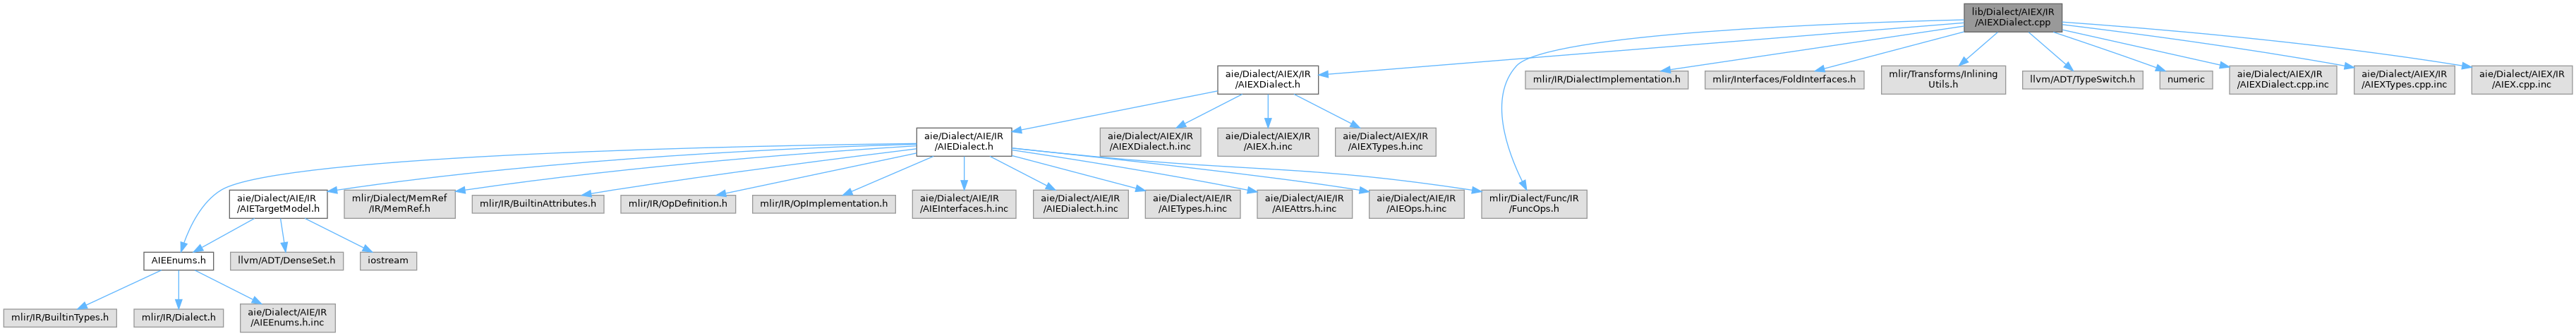 lib/Dialect/AIEX/IR
/AIEXDialect.cpp
aie/Dialect/AIEX/IR
/AIEXDialect.h
mlir/IR/DialectImplementation.h
mlir/Interfaces/FoldInterfaces.h
mlir/Transforms/Inlining
Utils.h
llvm/ADT/TypeSwitch.h
numeric
aie/Dialect/AIEX/IR
/AIEXDialect.cpp.inc
aie/Dialect/AIEX/IR
/AIEXTypes.cpp.inc
aie/Dialect/AIEX/IR
/AIEX.cpp.inc
aie/Dialect/AIE/IR
/AIEDialect.h
aie/Dialect/AIEX/IR
/AIEXDialect.h.inc
aie/Dialect/AIEX/IR
/AIEX.h.inc
aie/Dialect/AIEX/IR
/AIEXTypes.h.inc
aie/Dialect/AIE/IR
/AIETargetModel.h
mlir/Dialect/MemRef
/IR/MemRef.h
mlir/IR/BuiltinAttributes.h
mlir/IR/OpDefinition.h
mlir/IR/OpImplementation.h
aie/Dialect/AIE/IR
/AIEInterfaces.h.inc
aie/Dialect/AIE/IR
/AIEDialect.h.inc
aie/Dialect/AIE/IR
/AIETypes.h.inc
aie/Dialect/AIE/IR
/AIEAttrs.h.inc
aie/Dialect/AIE/IR
/AIEOps.h.inc
mlir/Dialect/Func/IR
/FuncOps.h
AIEEnums.h
llvm/ADT/DenseSet.h
iostream
mlir/IR/BuiltinTypes.h
mlir/IR/Dialect.h
aie/Dialect/AIE/IR
/AIEEnums.h.inc